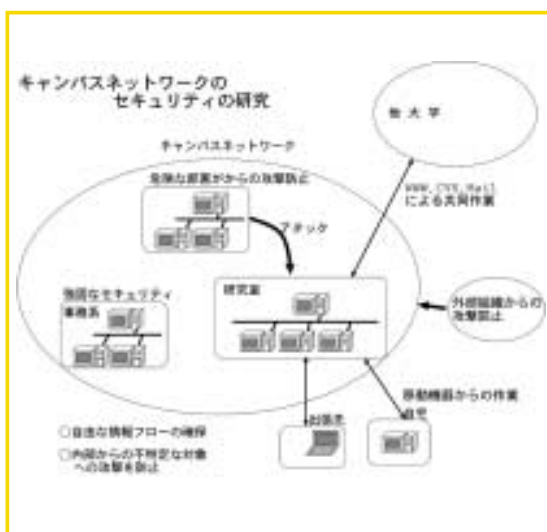 キャンパスネットワークの
セキュリティの研究
他大学
キャンパスネットワーク
危険な部署からの攻撃防止
WWW,CVS,Mail
による共同作業
アタック
強固なセキュリティ
事務系
研究室
外部組織からの
攻撃防止
移動機器からの作業
自宅
出張先
○自由な情報フローの確保
○内部からの不特定な対象
への攻撃を防止